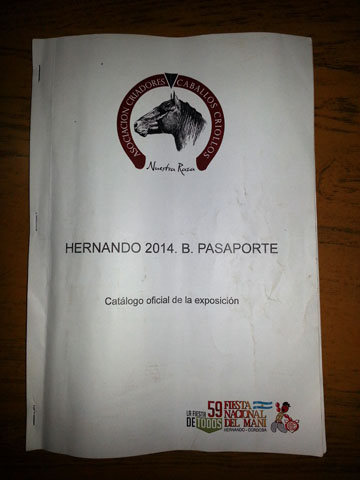 ASOCIACION CRIADORES CABALLOS CRIOLLOS
Nuestra Raza
HERNANDO 2014. B. PASAPORTE
Catálogo oficial de la exposición
LA FIESTA
DE TODOS
59 FIESTA
NACIONAL
DEL MANI
HERNANDO - CORDOBA